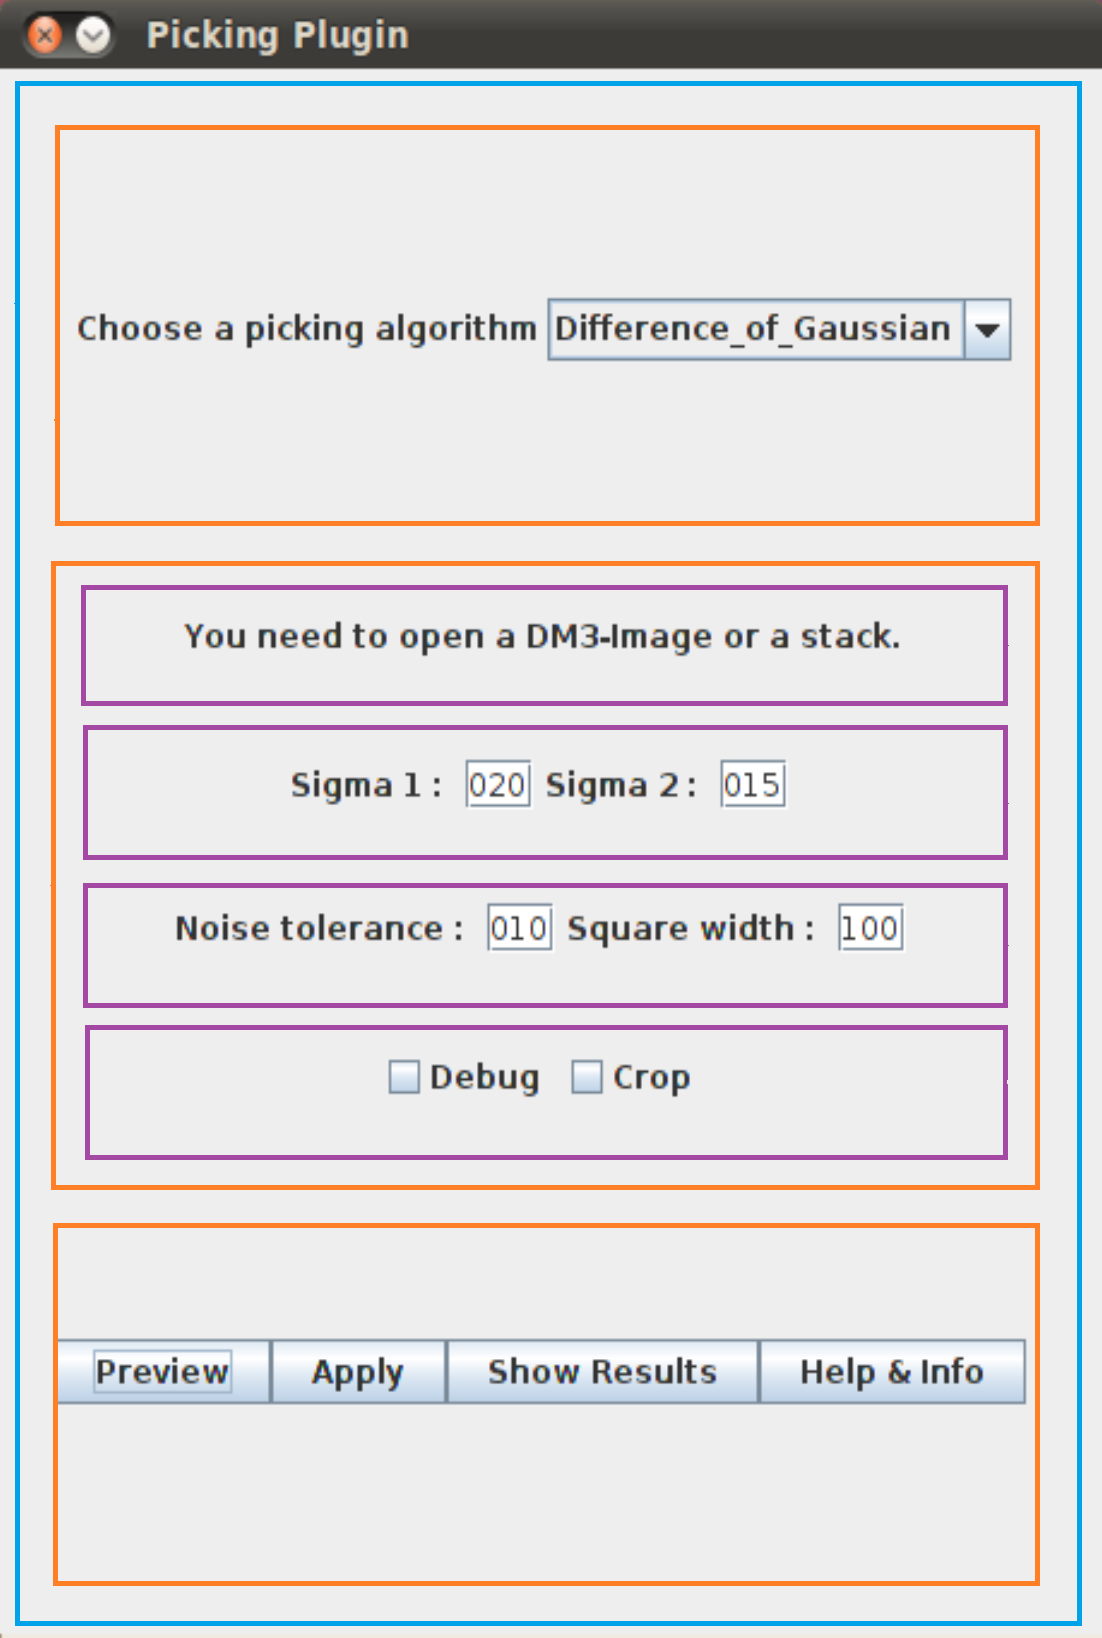 Picking Plugin
Choose a picking algorithm Difference_of_Gaussian
You need to open a DM3-Image or a stack.
Sigma 1 : 020 Sigma 2 : 015
Noise tolerance : 010 Square width : 100
Debug Crop
Preview Apply Show Results Help & Info